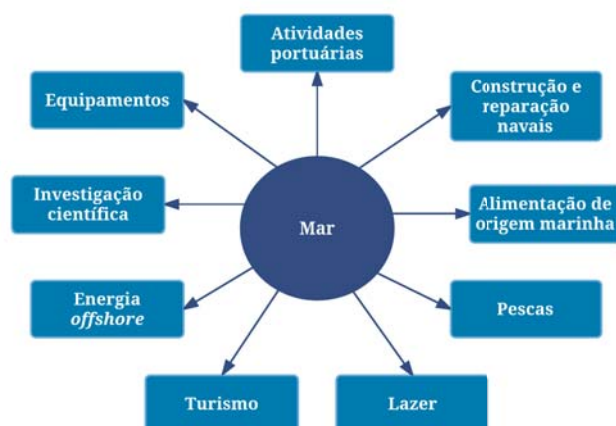 Atividades
portuárias
Equipamentos
Construção e
reparação
navais
Investigação
científica
Mar
Alimentação de
origem marinha
Energia
offshore
Pescas
Turismo
Lazer